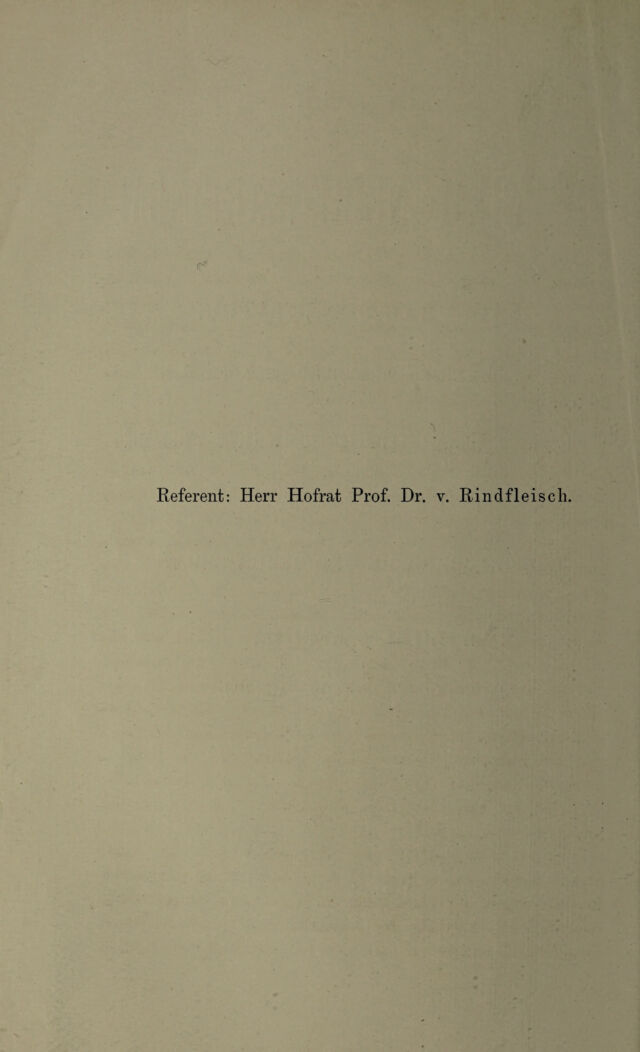 Referent: Herr Hofrat Prof. Dr. v. Rindfleisch.